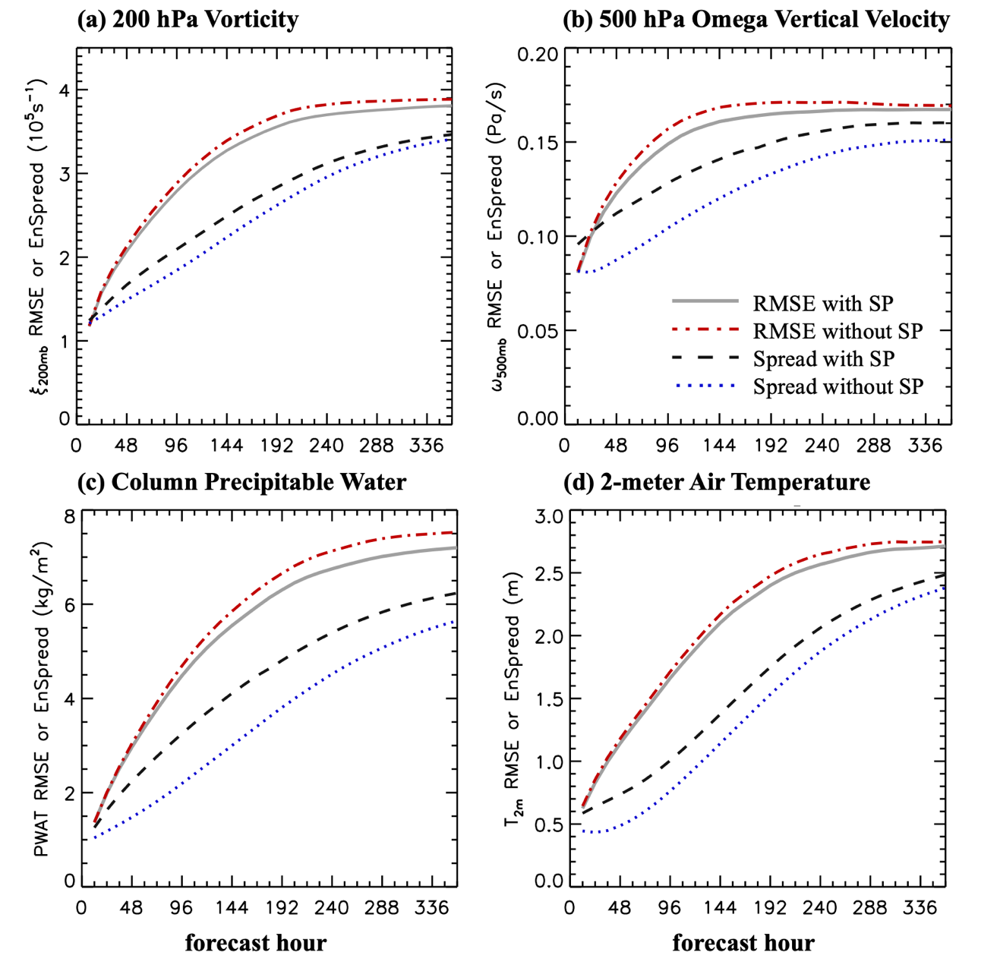 (a) 200 hPa Vorticity
ξ200mb RMSE or EnSpread (10⁵s⁻¹)
4
3
2
1
0
0 48 96 144 192 240 288 336
(b) 500 hPa Omega Vertical Velocity
ω500mb RMSE or EnSpread (Pa/s)
0.20
0.15
0.10
0.05
0.00
RMSE with SP
RMSE without SP
Spread with SP
Spread without SP
0 48 96 144 192 240 288 336
(c) Column Precipitable Water
PWAT RMSE or EnSpread (kg/m²)
8
6
4
2
0
0 48 96 144 192 240 288 336
forecast hour
(d) 2-meter Air Temperature
T2m RMSE or EnSpread (m)
3.0
2.5
2.0
1.5
1.0
0.5
0.0
0 48 96 144 192 240 288 336
forecast hour